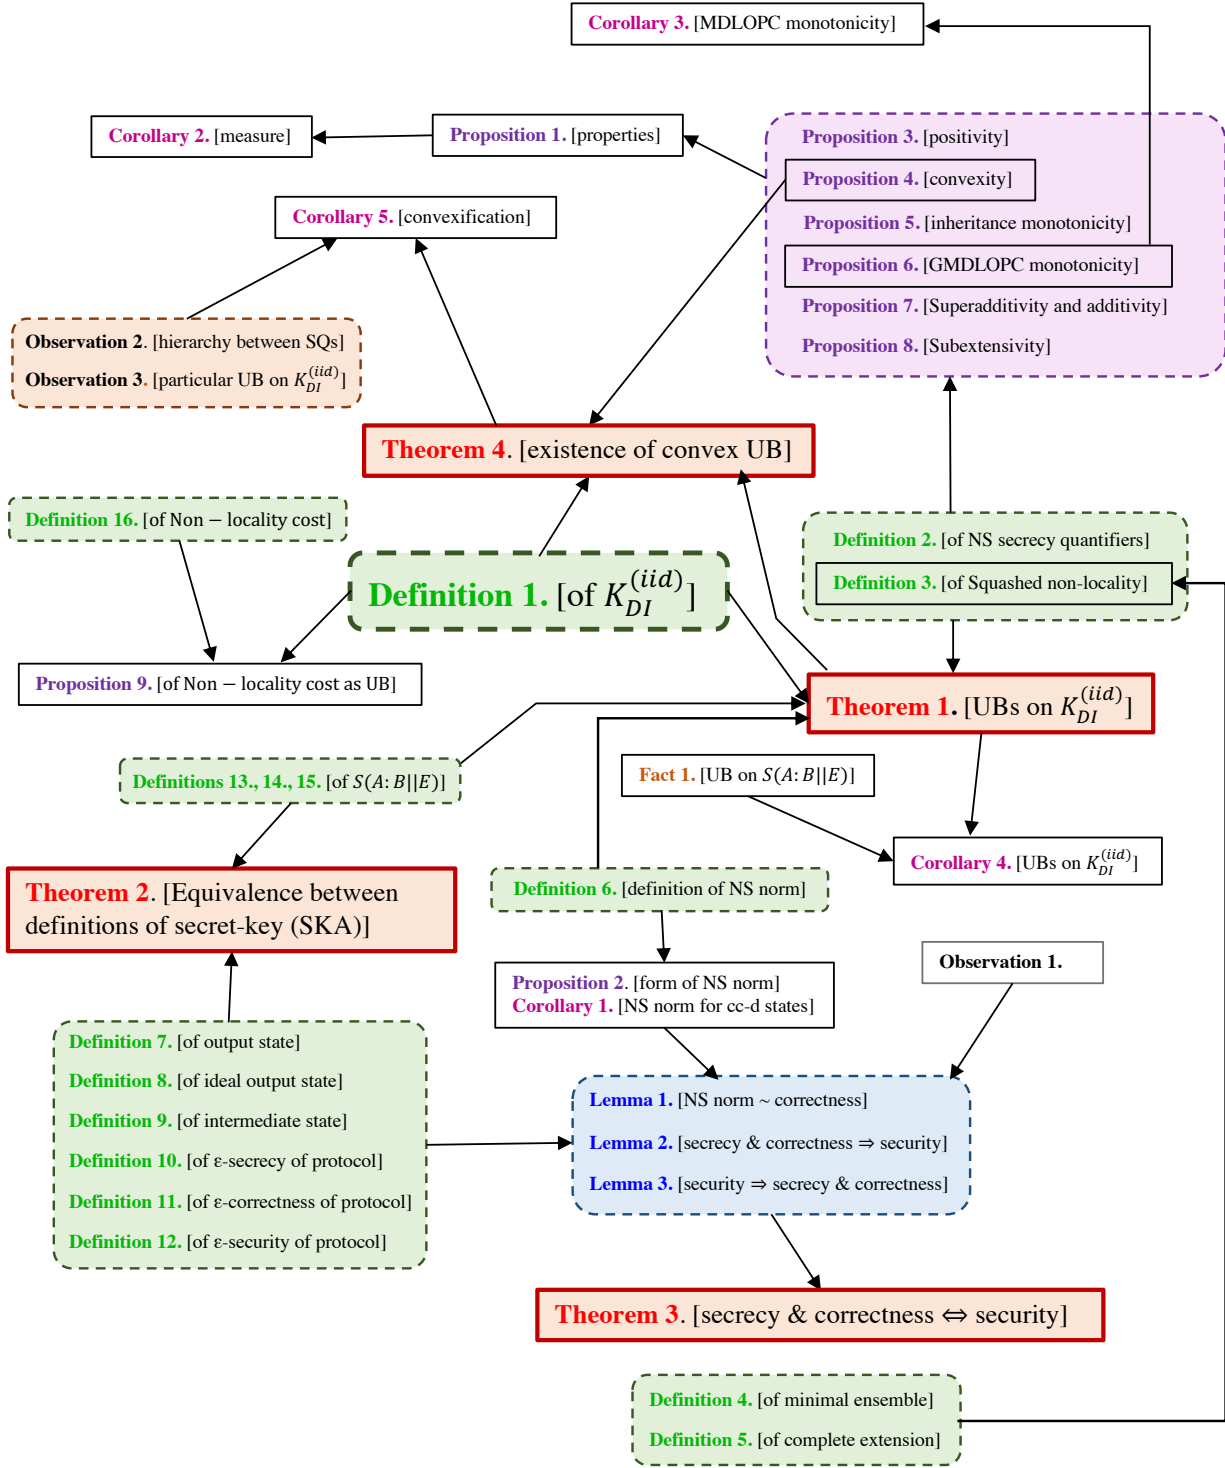 Corollary 3. [MDLOPC monotonicity]
Corollary 2. [measure]
Proposition 1. [properties]
Proposition 3. [positivity]
Proposition 4. [convexity]
Proposition 5. [inheritance monotonicity]
Proposition 6. [GMDLOPC monotonicity]
Proposition 7. [Superadditivity and additivity]
Proposition 8. [Subextensivity]
Corollary 5. [convexification]
Observation 2. [hierarchy between SQs]
Observation 3. [particular UB on $K_{DI}^{(iid)}$]
Theorem 4. [existence of convex UB]
Definition 16. [of Non − locality cost]
Definition 1. [of $K_{DI}^{(iid)}$]
Definition 2. [of NS secrecy quantifiers]
Definition 3. [of Squashed non-locality]
Proposition 9. [of Non − locality cost as UB]
Theorem 1. [UBs on $K_{DI}^{(iid)}$]
Definitions 13., 14., 15. [of S(A: B||E)]
Fact 1. [UB on S(A: B||E)]
Corollary 4. [UBs on $K_{DI}^{(iid)}$]
Theorem 2. [Equivalence between
definitions of secret-key (SKA)]
Definition 6. [definition of NS norm]
Proposition 2. [form of NS norm]
Corollary 1. [NS norm for cc-d states]
Observation 1.
Definition 7. [of output state]
Definition 8. [of ideal output state]
Definition 9. [of intermediate state]
Definition 10. [of ε-secrecy of protocol]
Definition 11. [of ε-correctness of protocol]
Definition 12. [of ε-security of protocol]
Lemma 1. [NS norm ~ correctness]
Lemma 2. [secrecy & correctness ⇒ security]
Lemma 3. [security ⇒ secrecy & correctness]
Theorem 3. [secrecy & correctness ⇔ security]
Definition 4. [of minimal ensemble]
Definition 5. [of complete extension]